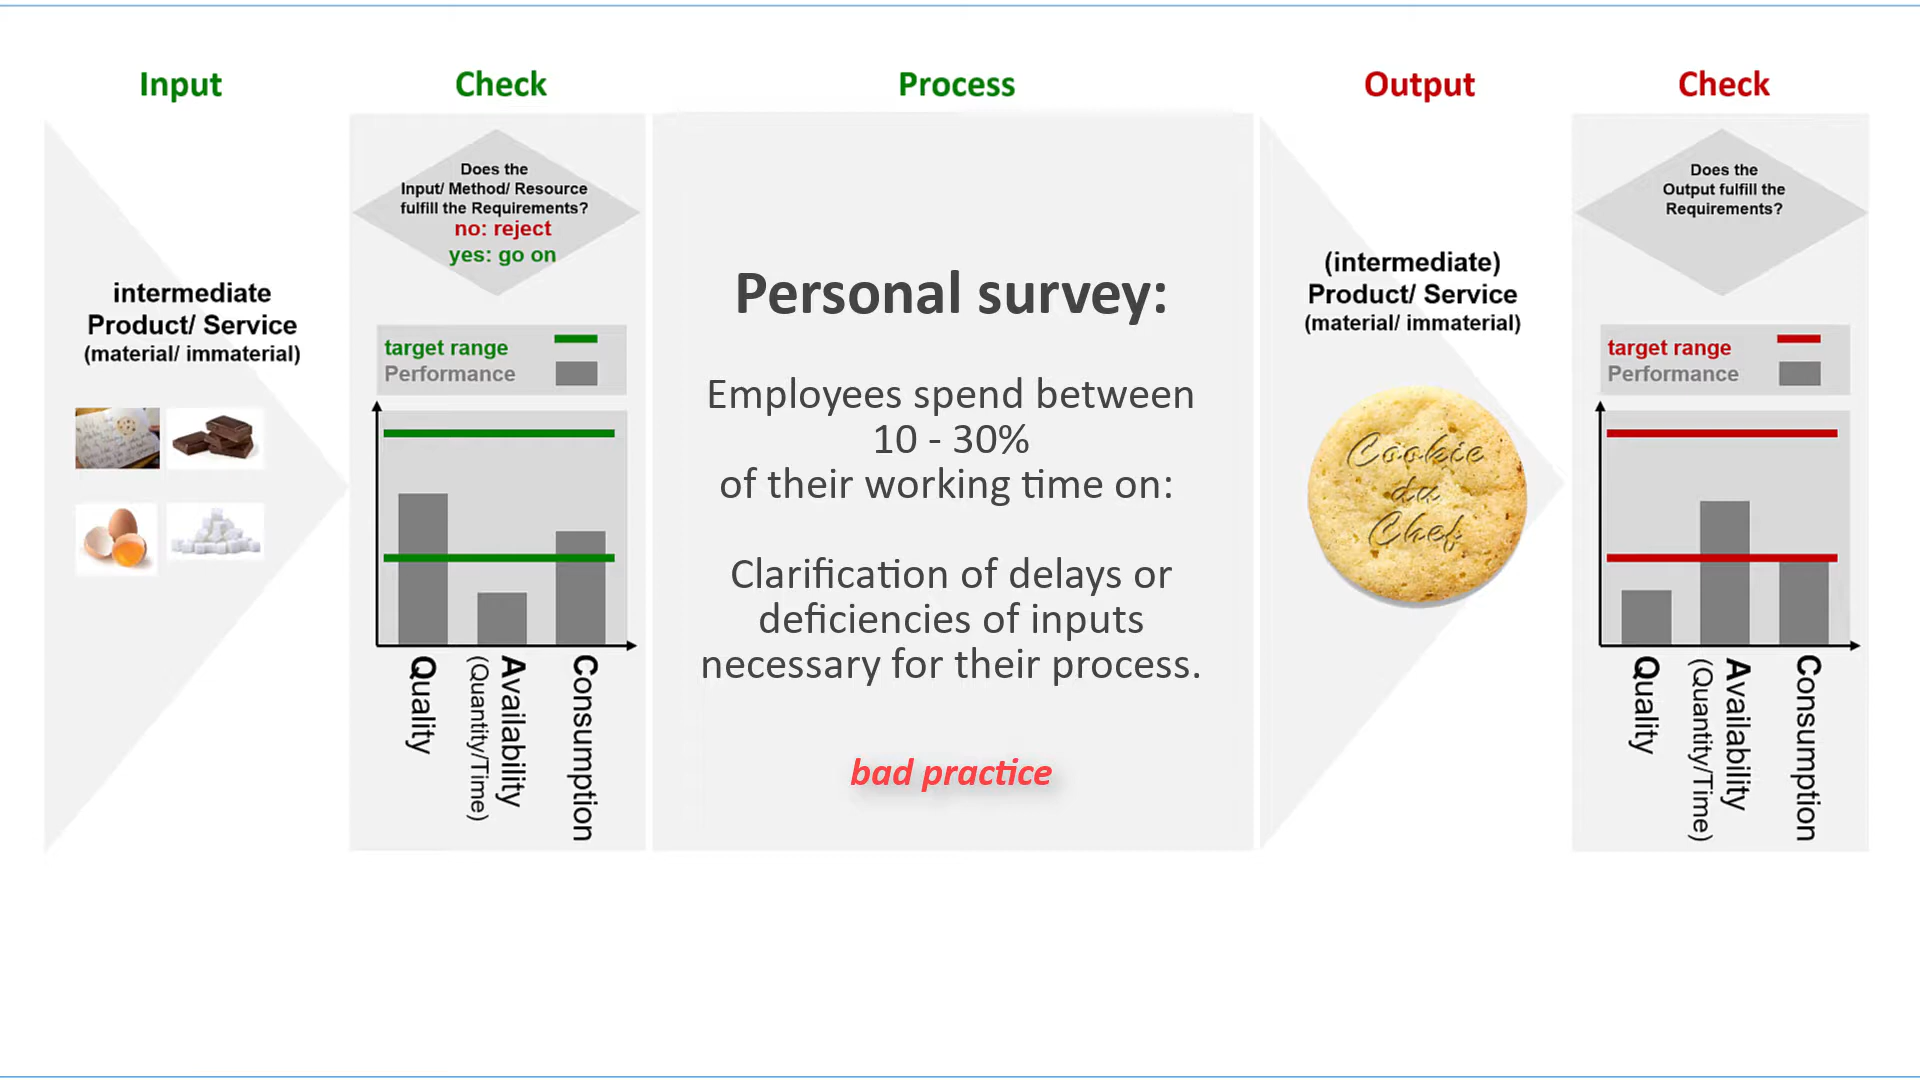 Input
Check
Process
Output
Check
intermediate
Product/ Service
(material/ immaterial)
Does the
Input/ Method/ Resource
fulfill the Requirements?
no: reject
yes: go on
target range
Performance
Quality
Availability
(Quantity/Time)
Consumption
Personal survey:
Employees spend between
10 - 30%
of their working time on:
Clarification of delays or
deficiencies of inputs
necessary for their process.
bad practice
(intermediate)
Product/ Service
(material/ immaterial)
Cookie
du
Chef
Does the
Output fulfill the
Requirements?
target range
Performance
Quality
Availability
(Quantity/Time)
Consumption